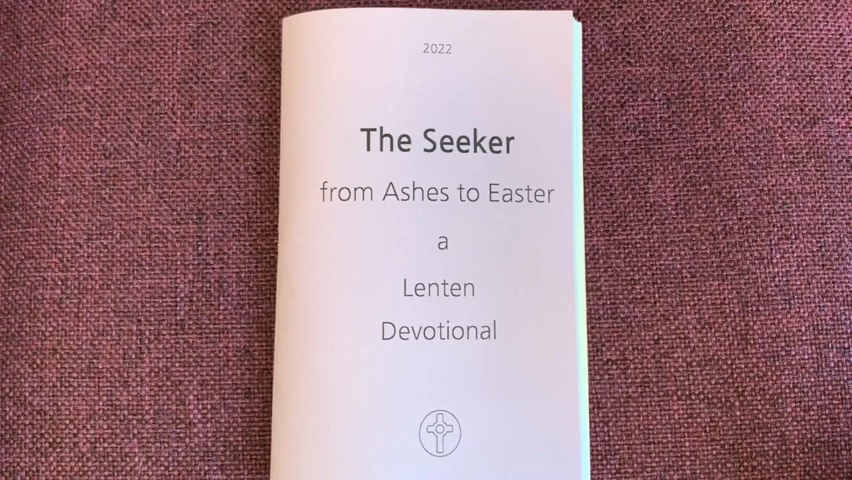 2022
The Seeker
from Ashes to Easter
a
Lenten
Devotional